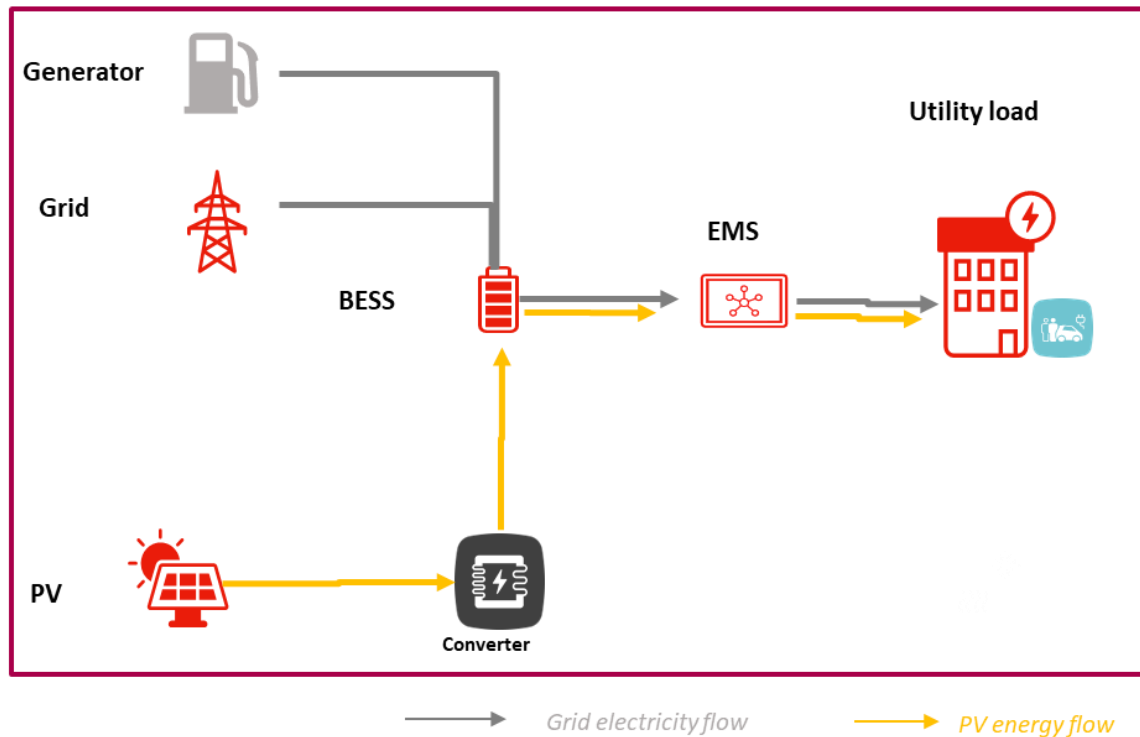 Generator
Utility load
Grid
EMS
BESS
PV
Converter
Grid electricity flow
PV energy flow